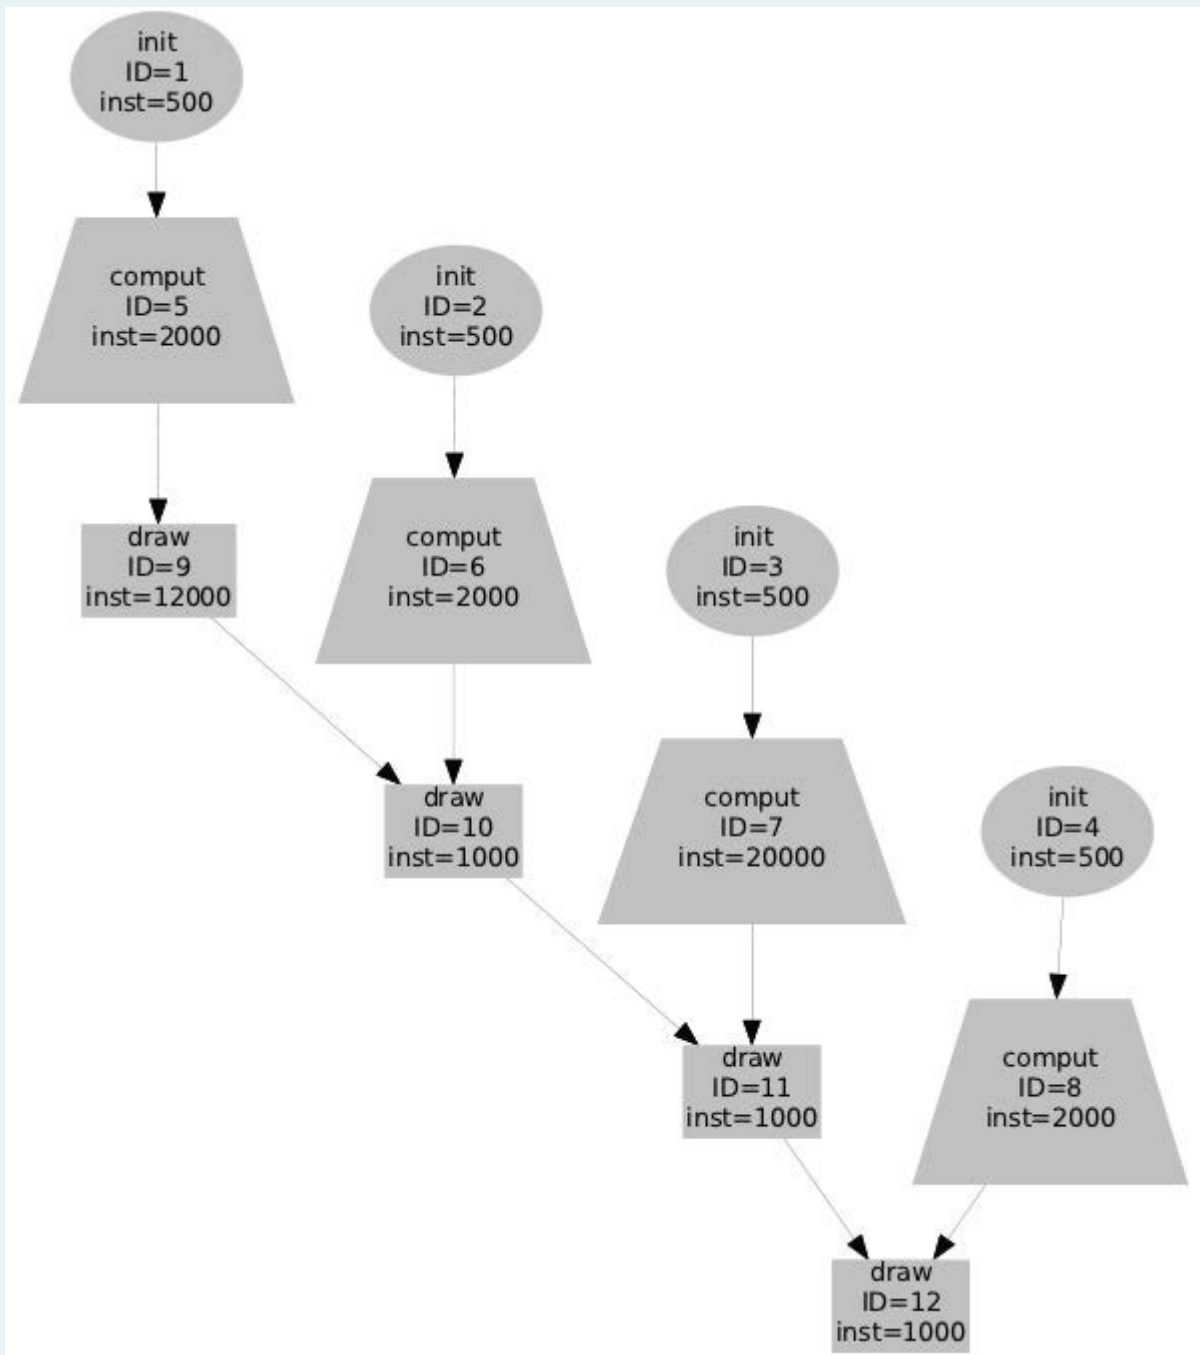 init
ID=1
inst=500
comput
ID=5
inst=2000
init
ID=2
inst=500
draw
ID=9
inst=12000
comput
ID=6
inst=2000
init
ID=3
inst=500
draw
ID=10
inst=1000
comput
ID=7
inst=20000
init
ID=4
inst=500
draw
ID=11
inst=1000
comput
ID=8
inst=2000
draw
ID=12
inst=1000